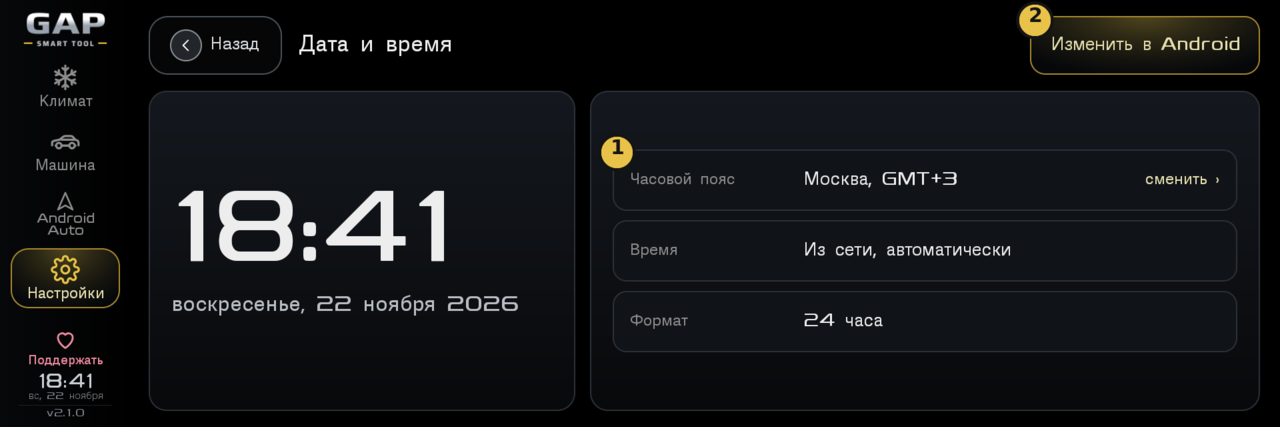 GAP
SMART TOOL
Климат
Машина
Android
Auto
Настройки
Поддержать
18:41
вс, 22 ноября
v2.1.0
Назад
Дата и время
2
Изменить в Android
18:41
воскресенье, 22 ноября 2026
1
Часовой пояс Москва, GMT+3 сменить ›
Время Из сети, автоматически
Формат 24 часа